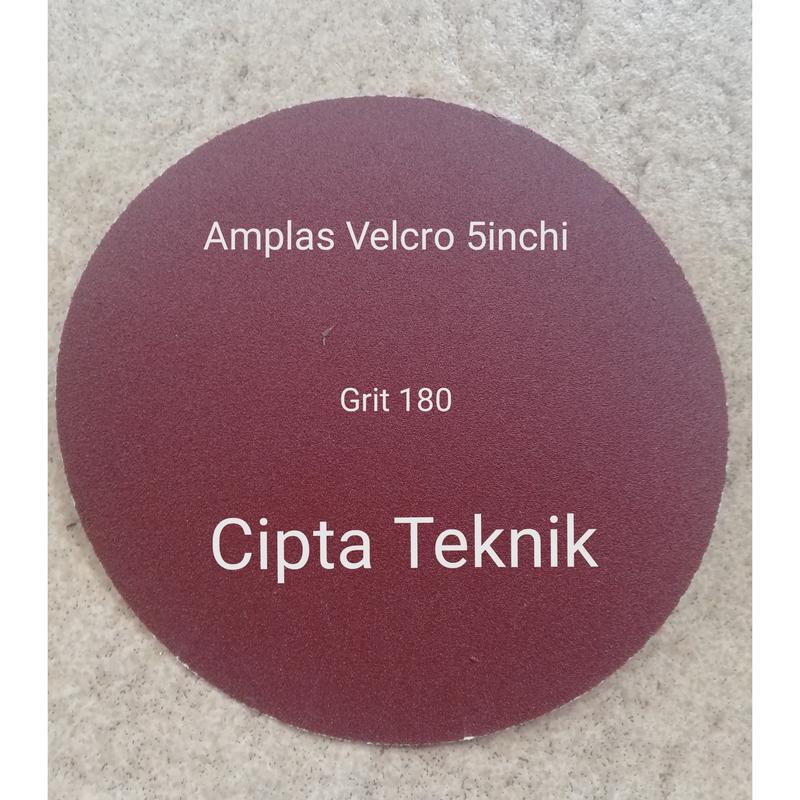 Amplas Velcro 5inchi
Grit 180
Cipta Teknik